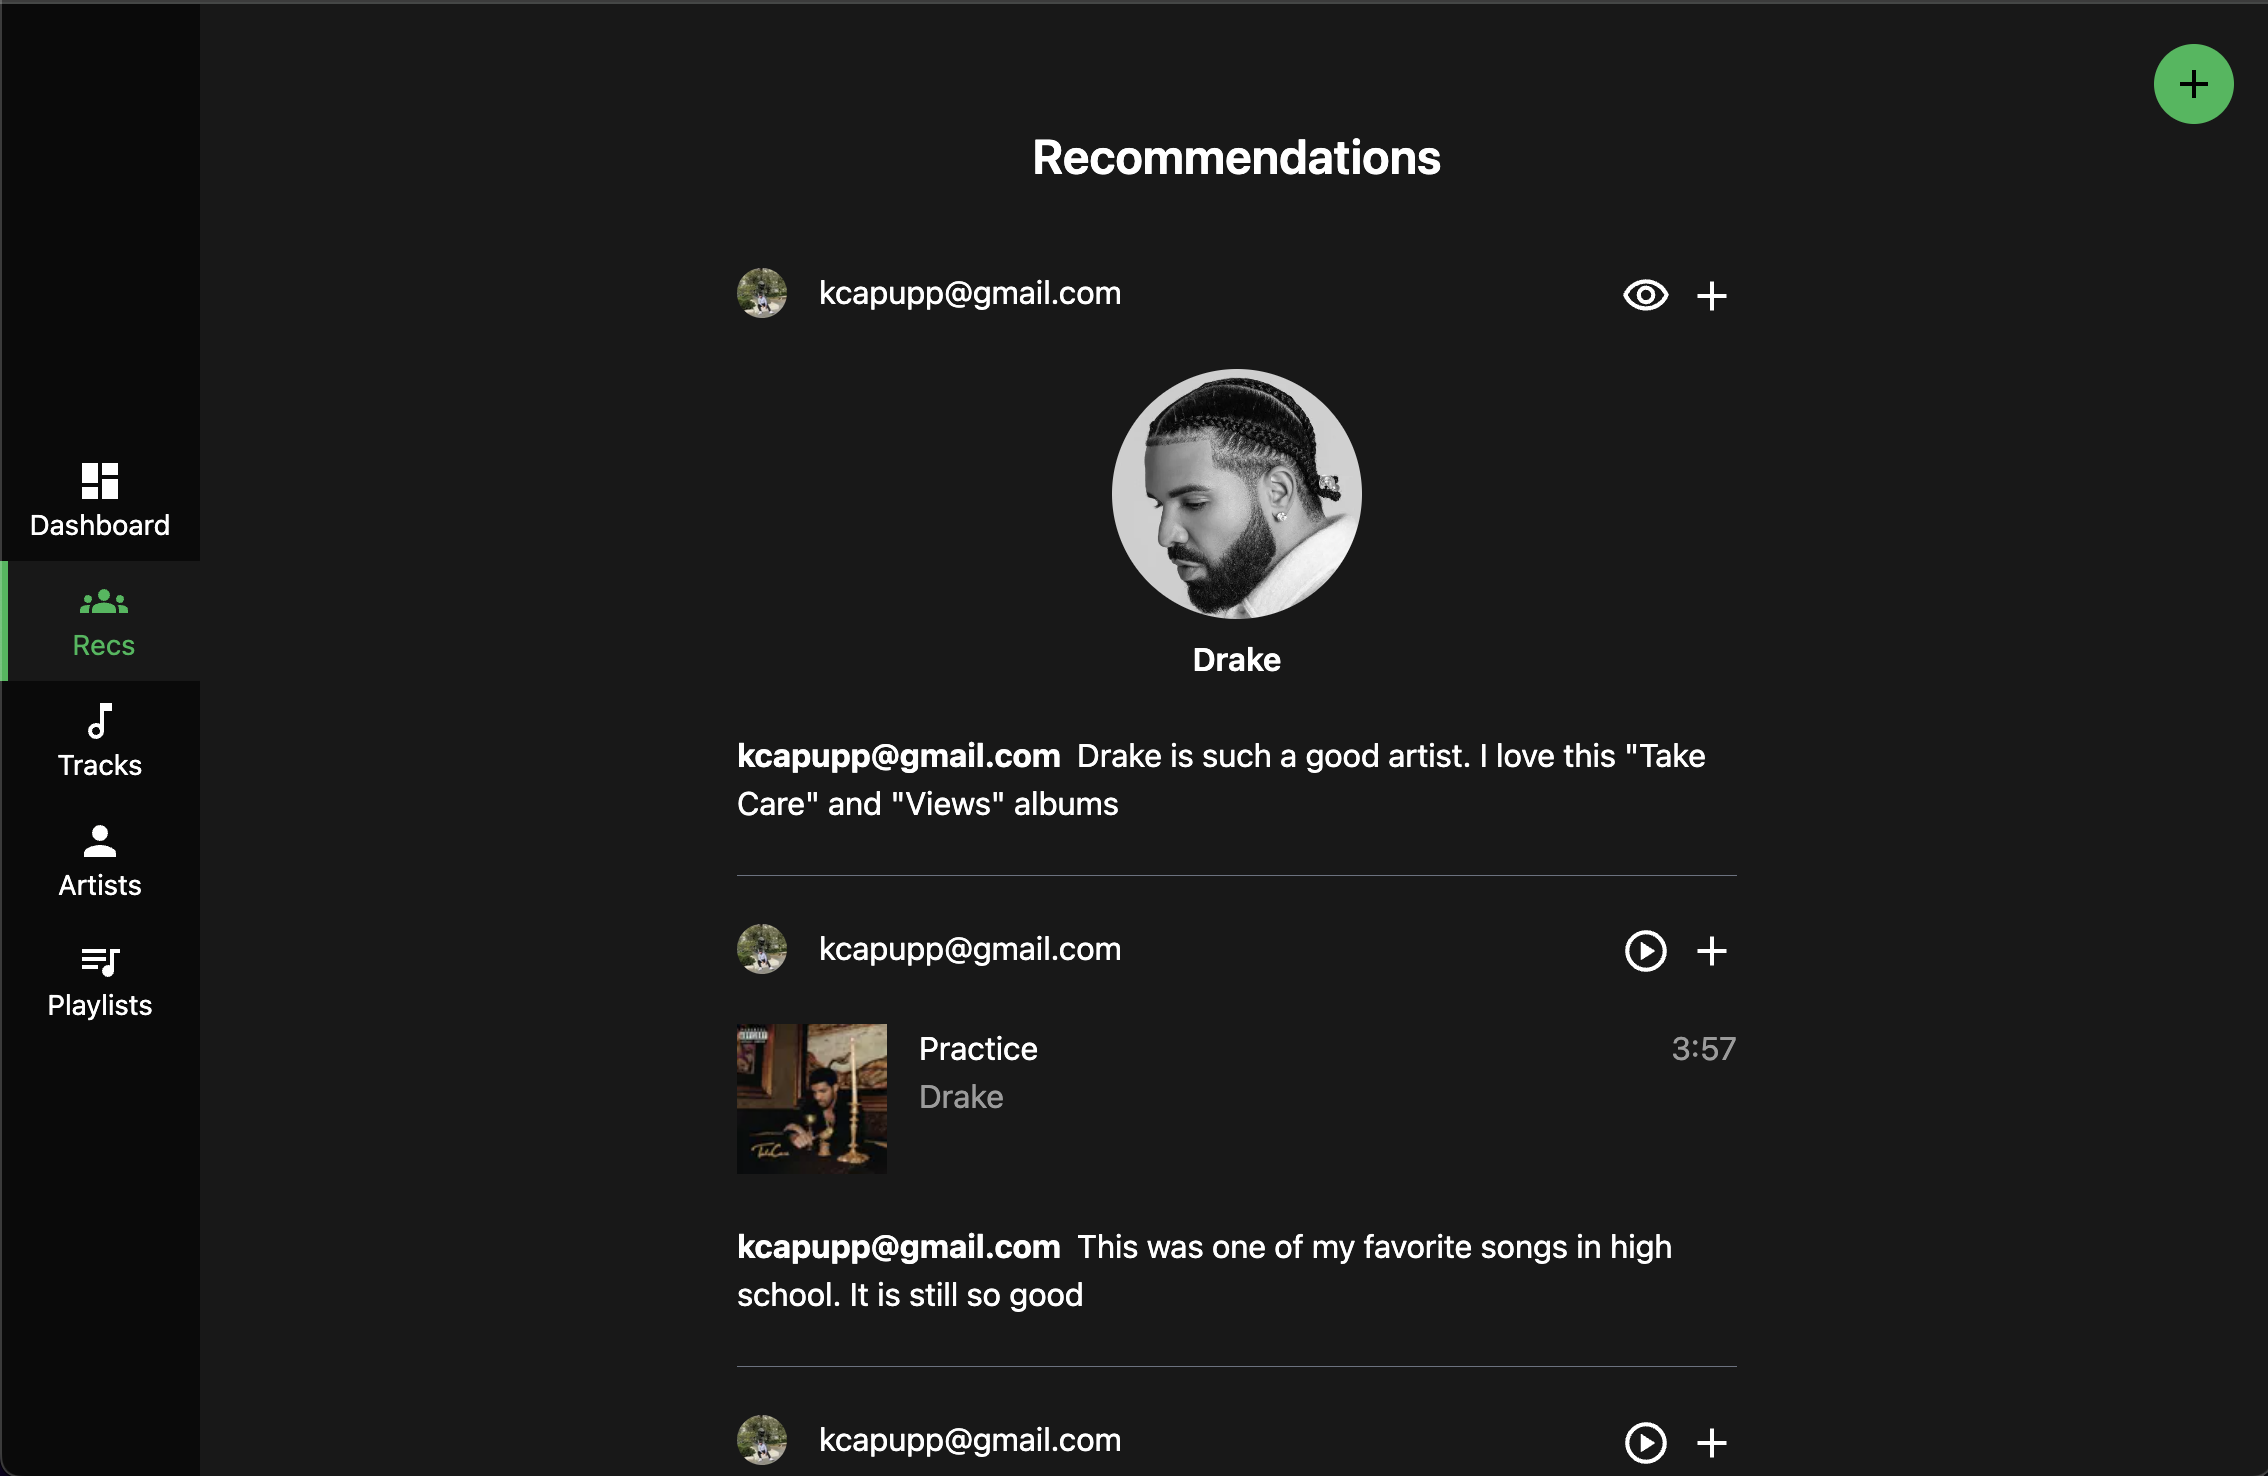 Recommendations
kcapupp@gmail.com
Drake
kcapupp@gmail.com Drake is such a good artist. I love this "Take
Care" and "Views" albums
kcapupp@gmail.com
Practice
3:57
Drake
kcapupp@gmail.com This was one of my favorite songs in high
school. It is still so good
kcapupp@gmail.com
Dashboard
Recs
Tracks
Artists
Playlists